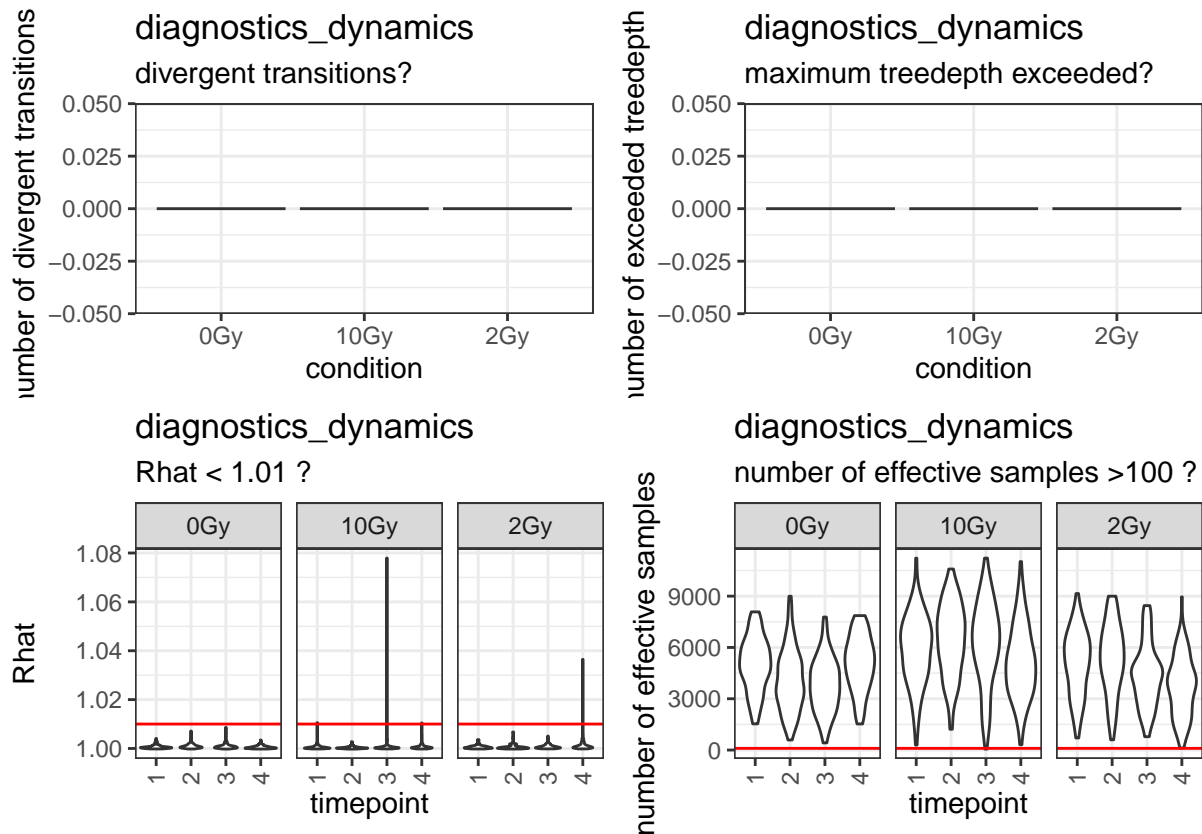 diagnostics_dynamics
divergent transitions?
number of divergent transitions
0.050
0.025
0.000
−0.025
−0.050
0Gy 10Gy 2Gy
condition
diagnostics_dynamics
maximum treedepth exceeded?
number of exceeded treedepth
0.050
0.025
0.000
−0.025
−0.050
0Gy 10Gy 2Gy
condition
diagnostics_dynamics
Rhat < 1.01 ?
0Gy 10Gy 2Gy
Rhat
1.08
1.06
1.04
1.02
1.00
1 2 3 4 1 2 3 4 1 2 3 4
timepoint
diagnostics_dynamics
number of effective samples >100 ?
0Gy 10Gy 2Gy
number of effective samples
9000
6000
3000
0
1 2 3 4 1 2 3 4 1 2 3 4
timepoint